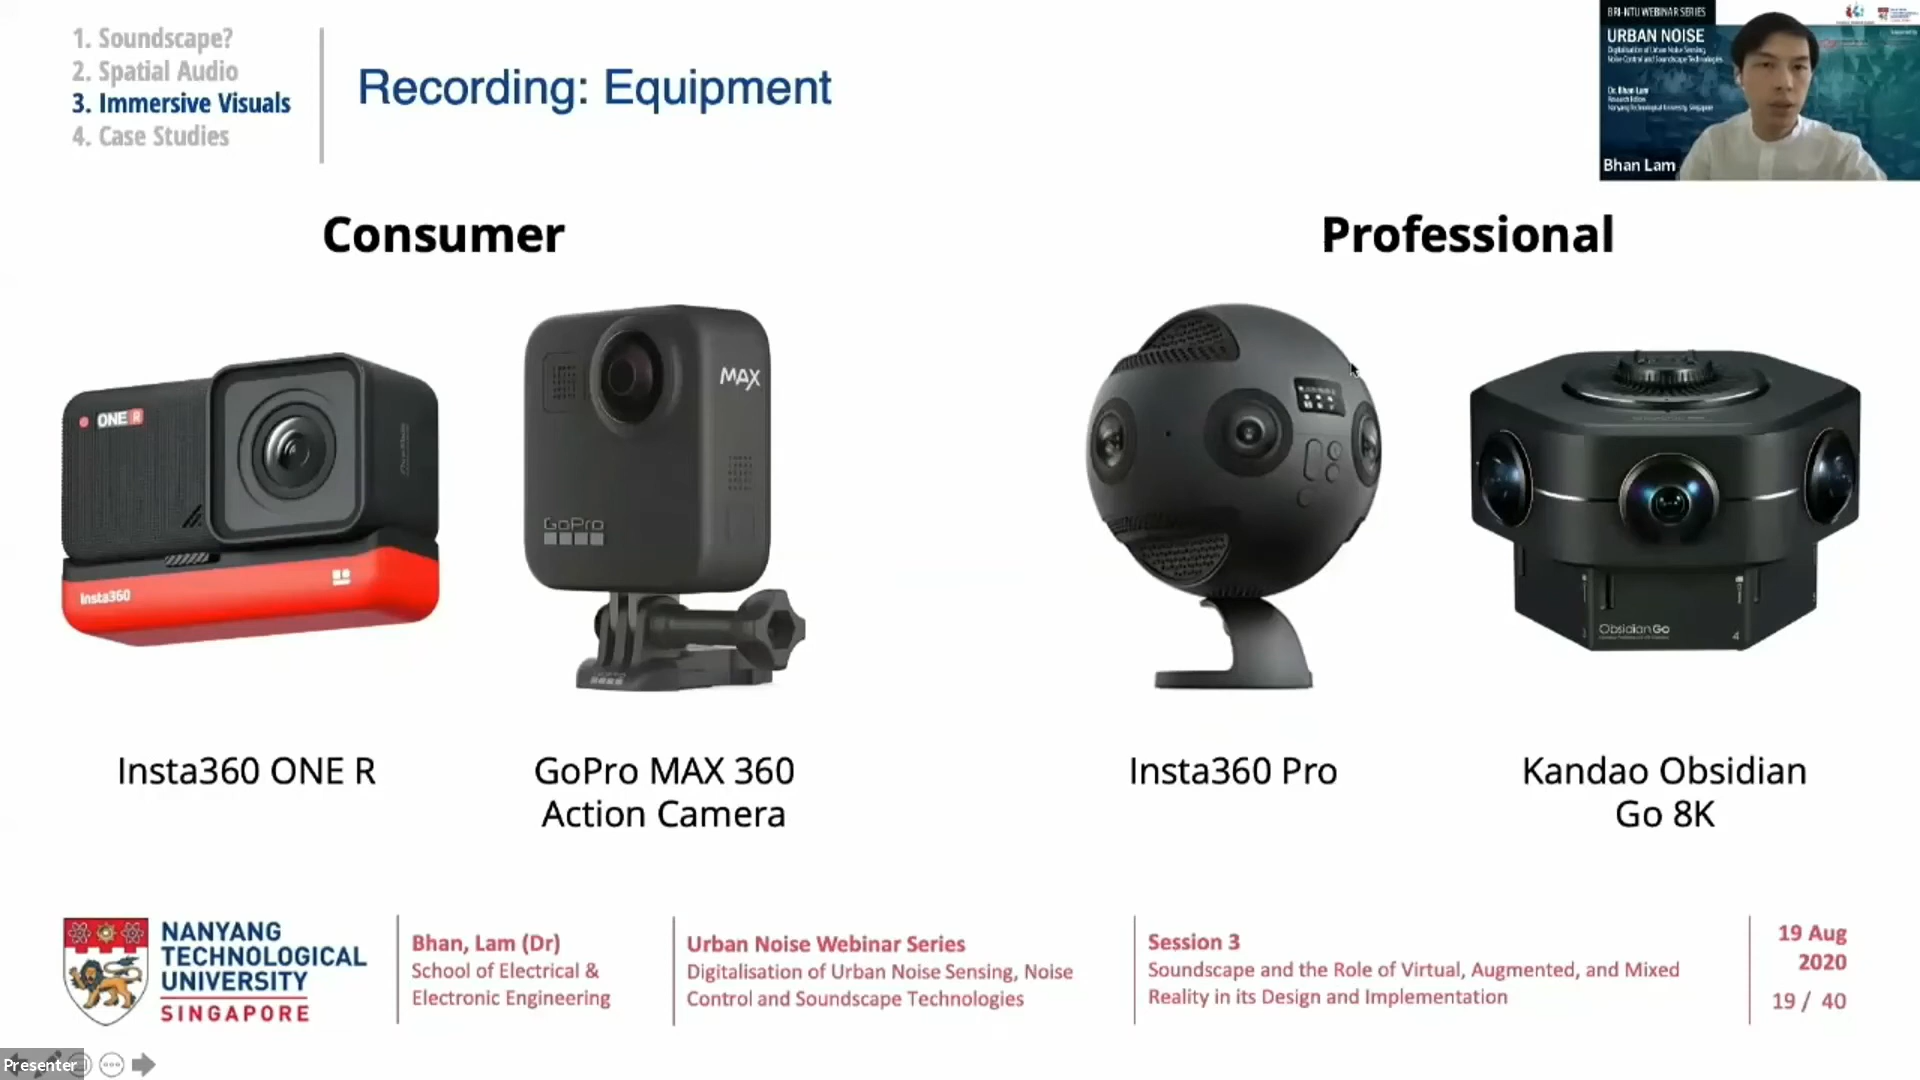 1. Soundscape?
2. Spatial Audio
3. Immersive Visuals
4. Case Studies
Recording: Equipment
BRI-NTU WEBINAR SERIES
URBAN NOISE
Digitalisation of Urban Noise Sensing
Noise Control and Soundscape Technologies
Dr. Bhan Lam
Research Fellow
Nanyang Technological University, Singapore
Bhan Lam
Consumer
Professional
ONE R
Insta360
MAX
GoPro
Obsidian Go
4
Insta360 ONE R
GoPro MAX 360
Action Camera
Insta360 Pro
Kandao Obsidian
Go 8K
NANYANG
TECHNOLOGICAL
UNIVERSITY
SINGAPORE
Bhan, Lam (Dr)
School of Electrical &
Electronic Engineering
Urban Noise Webinar Series
Digitalisation of Urban Noise Sensing, Noise
Control and Soundscape Technologies
Session 3
Soundscape and the Role of Virtual, Augmented, and Mixed
Reality in its Design and Implementation
19 Aug
2020
19 / 40
Presenter